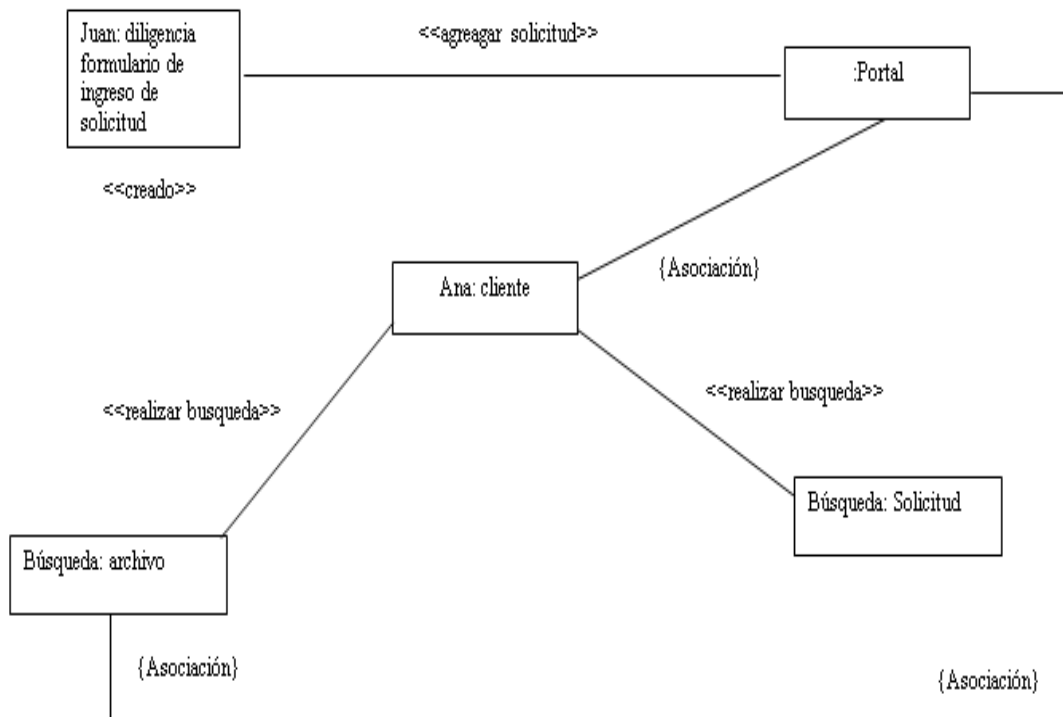 Juan: diligencia
formulario de
ingreso de
solicitud
<<agreagar solicitud>>
:Portal
<<creado>>
{Asociación}
Ana: cliente
<<realizar busqueda>>
<<realizar busqueda>>
Búsqueda: Solicitud
Búsqueda: archivo
{Asociación}
{Asociación}